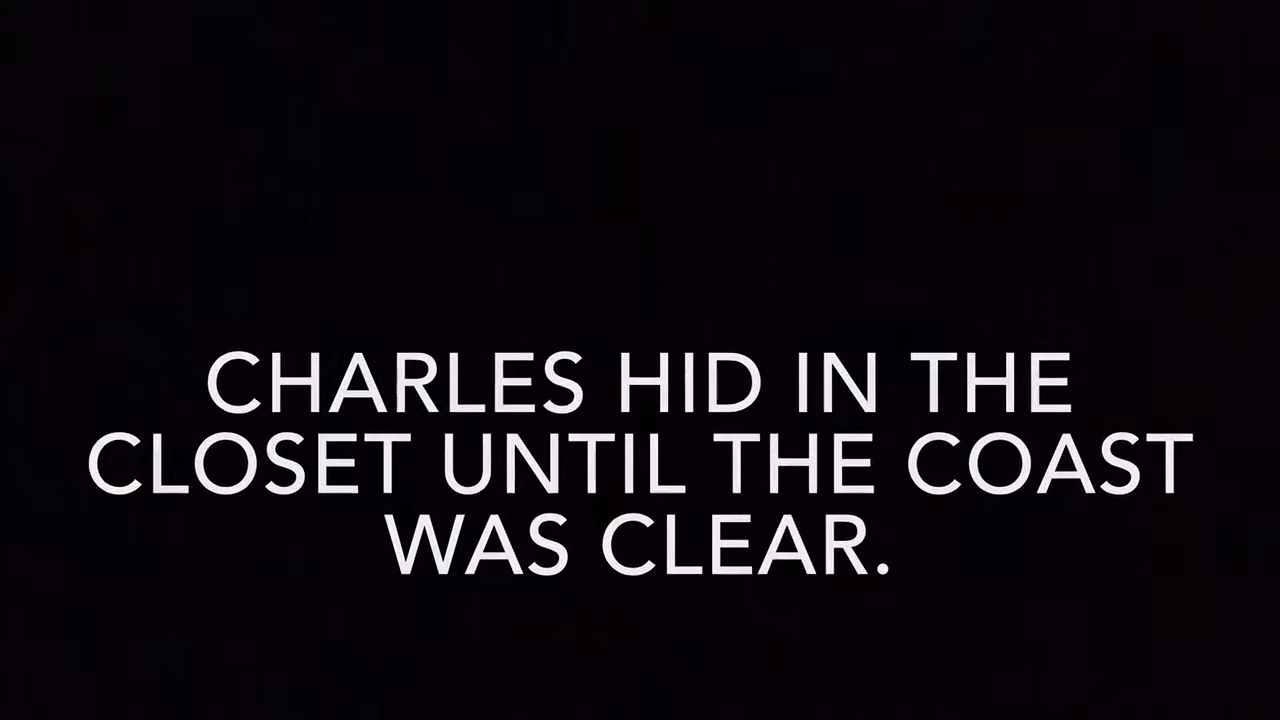 CHARLES HID IN THE
CLOSET UNTIL THE COAST
WAS CLEAR.